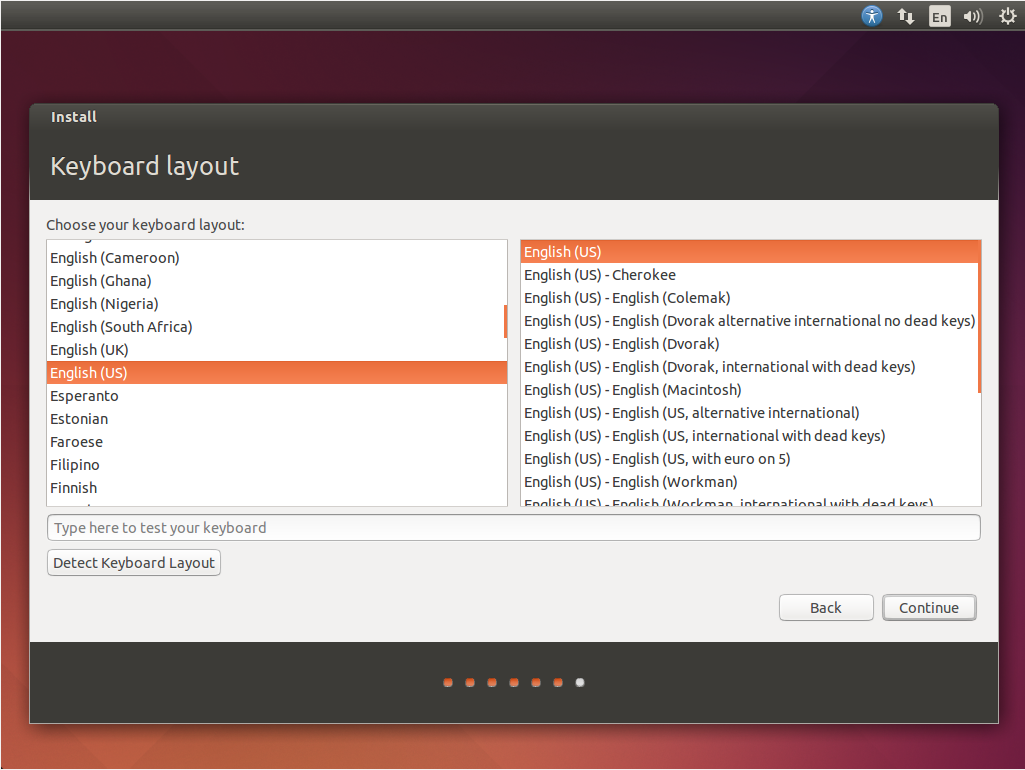 En
Install
Keyboard layout
Choose your keyboard layout:
English (Cameroon)
English (Ghana)
English (Nigeria)
English (South Africa)
English (UK)
English (US)
Esperanto
Estonian
Faroese
Filipino
Finnish
English (US)
English (US) - Cherokee
English (US) - English (Colemak)
English (US) - English (Dvorak alternative international no dead keys)
English (US) - English (Dvorak)
English (US) - English (Dvorak, international with dead keys)
English (US) - English (Macintosh)
English (US) - English (US, alternative international)
English (US) - English (US, international with dead keys)
English (US) - English (US, with euro on 5)
English (US) - English (Workman)
English (US) - English (Workman, international with dead keys)
Type here to test your keyboard
Detect Keyboard Layout
Back
Continue